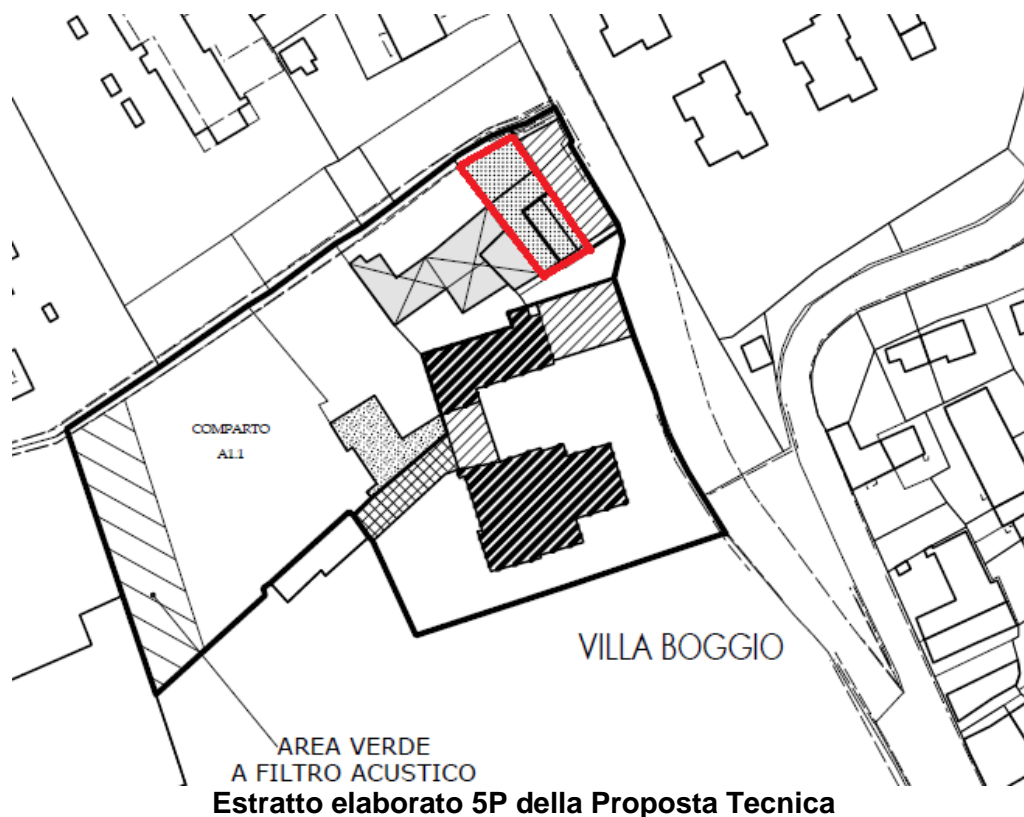 COMPARTO
A1.1
VILLA BOGGIO
AREA VERDE
A FILTRO ACUSTICO
Estratto elaborato 5P della Proposta Tecnica